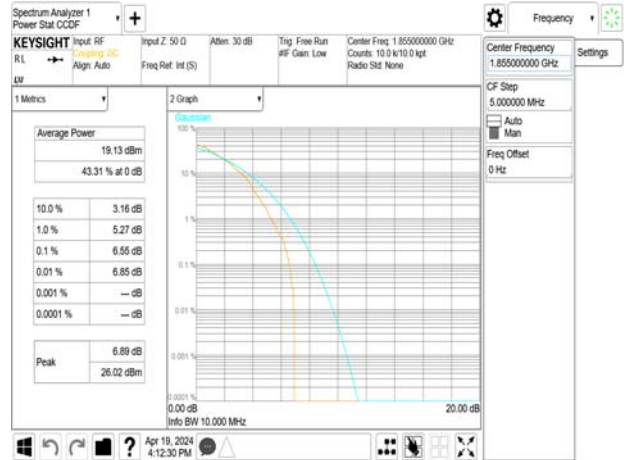 Spectrum Analyzer 1
Power Stat CCDF
+
Frequency
KEYSIGHT
RL
Input: RF
Coupling: DC
Align: Auto
Input Z: 50 Ω
Freq Ref: Int (S)
Atten: 30 dB
Trig: Free Run
#IF Gain: Low
Center Freq: 1.855000000 GHz
Counts: 10.0 k/10.0 kpt
Radio Std: None
Center Frequency
1.855000000 GHz
Settings
CF Step
5.000000 MHz
Auto
Man
Freq Offset
0 Hz
1 Metrics
Average Power
19.13 dBm
43.31 % at 0 dB
10.0 % 3.16 dB
1.0 % 5.27 dB
0.1 % 6.55 dB
0.01 % 6.85 dB
0.001 % --- dB
0.0001 % --- dB
Peak
6.89 dB
26.02 dBm
2 Graph
Gaussian
100 %
10 %
1 %
0.1 %
0.01 %
0.001 %
0.0001 %
0.00 dB 20.00 dB
Info BW 10.000 MHz
?
Apr 19, 2024
4:12:30 PM